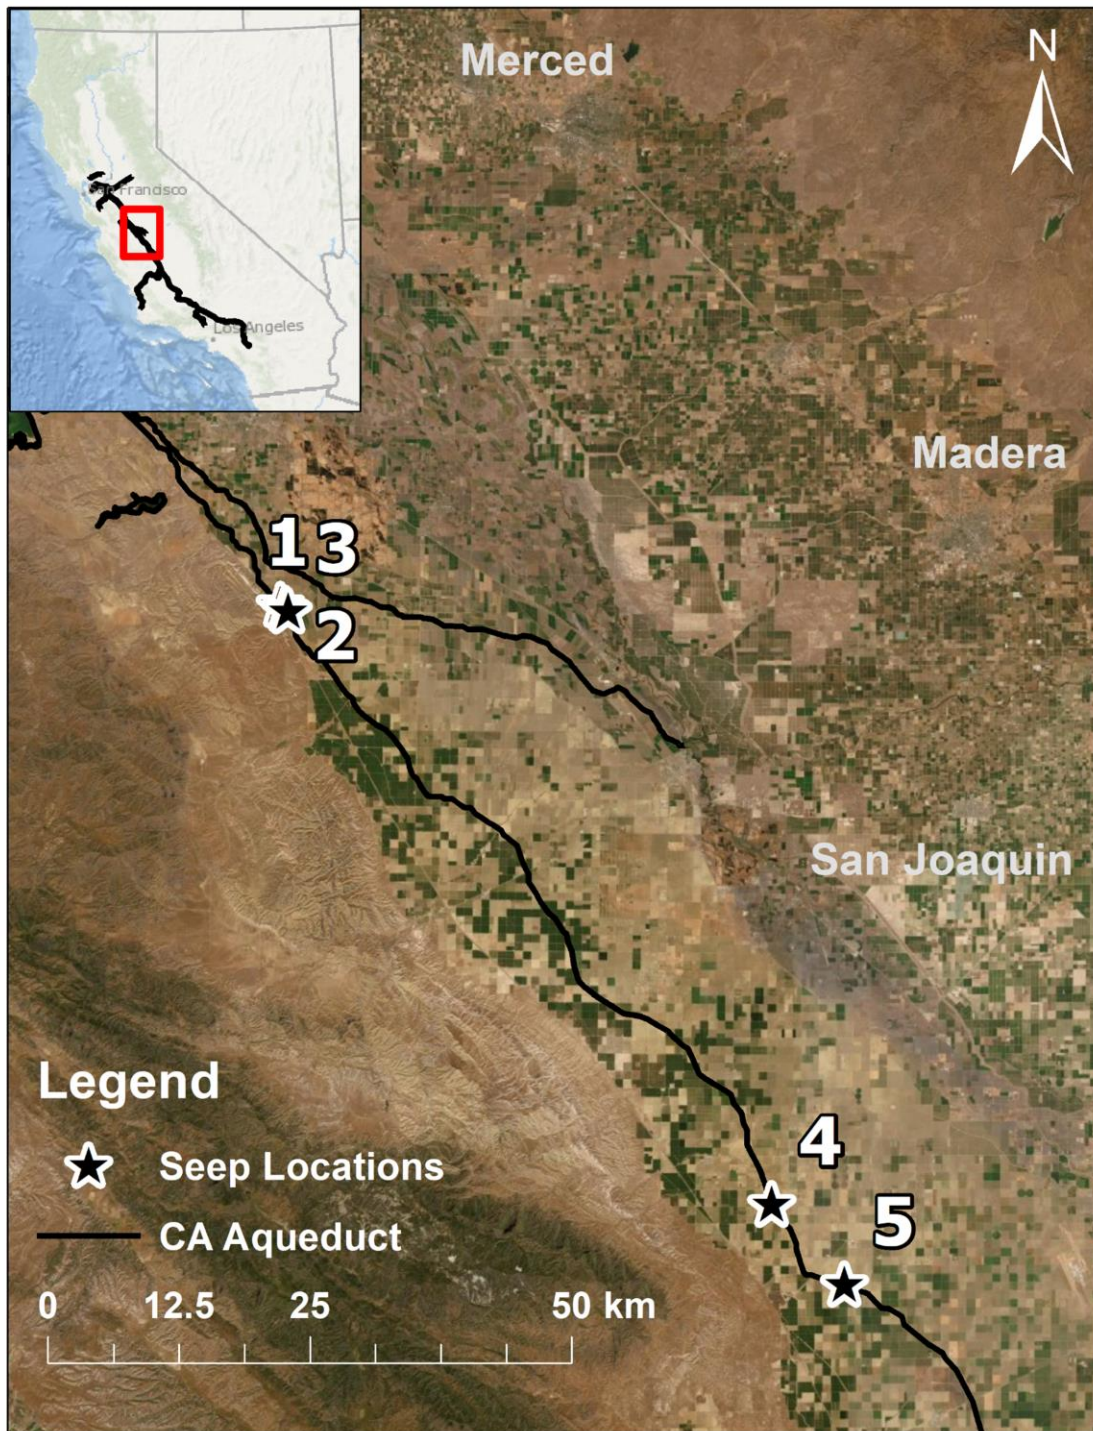 Merced
N
San Francisco
Los Angeles
Madera
1 3
2
San Joaquin
4
5
Legend
Seep Locations
CA Aqueduct
0 12.5 25 50 km